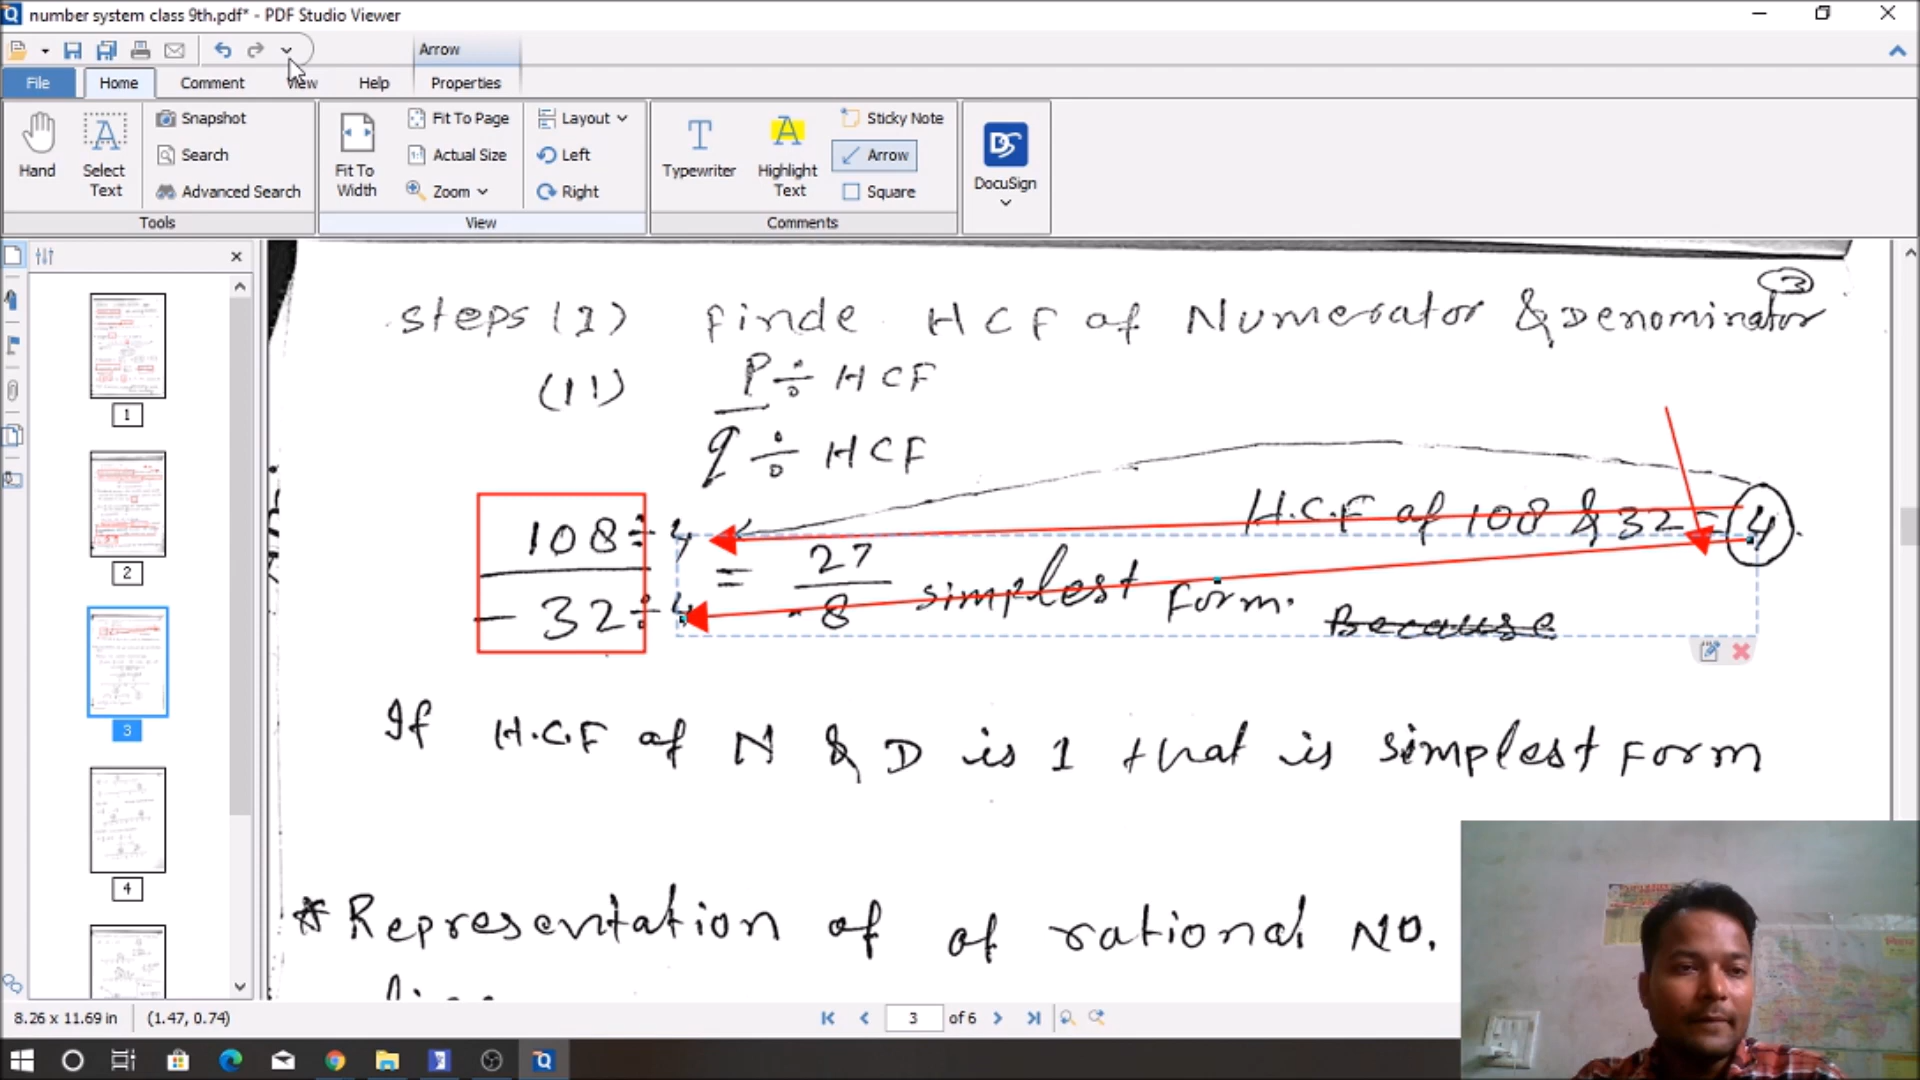 number system class 9th.pdf* - PDF Studio Viewer
Arrow
File Home Comment View Help Properties
Hand
Select Text
Snapshot
Search
Advanced Search
Tools
Fit To Width
Fit To Page
Actual Size
Zoom
Layout
Left
Right
View
Typewriter
Highlight Text
Sticky Note
Arrow
Square
Comments
DocuSign
1
2
3
4
3
steps (I) Finde HCF of Numerator & Denominator
(II) P ÷ HCF
q ÷ HCF
H.C.F of 108 & 32 = 4
108 ÷ 4
- 32 ÷ 4
= 27
- 8
simplest Form. Because
If H.C.F of N & D is 1 that is simplest Form
* Representation of of rational NO.
8.26 x 11.69 in (1.47, 0.74)
3 of 6